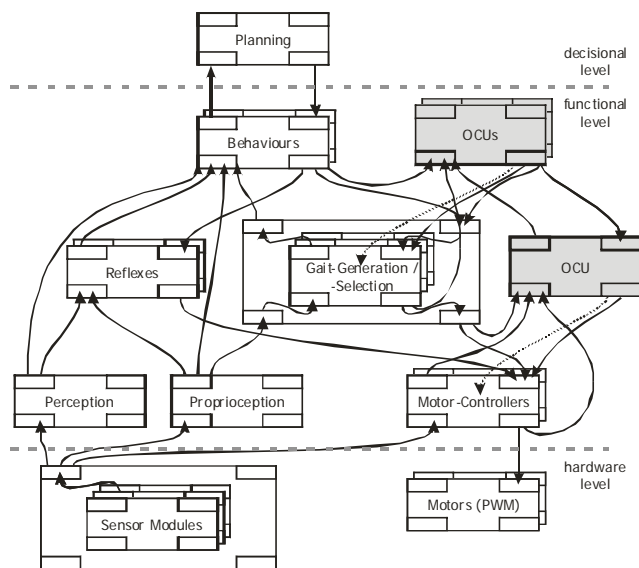 Planning
decisional
level
functional
level
Behaviours
OCUs
Reflexes
Gait-Generation /
-Selection
OCU
Perception
Proprioception
Motor-Controllers
hardware
level
Sensor Modules
Motors (PWM)